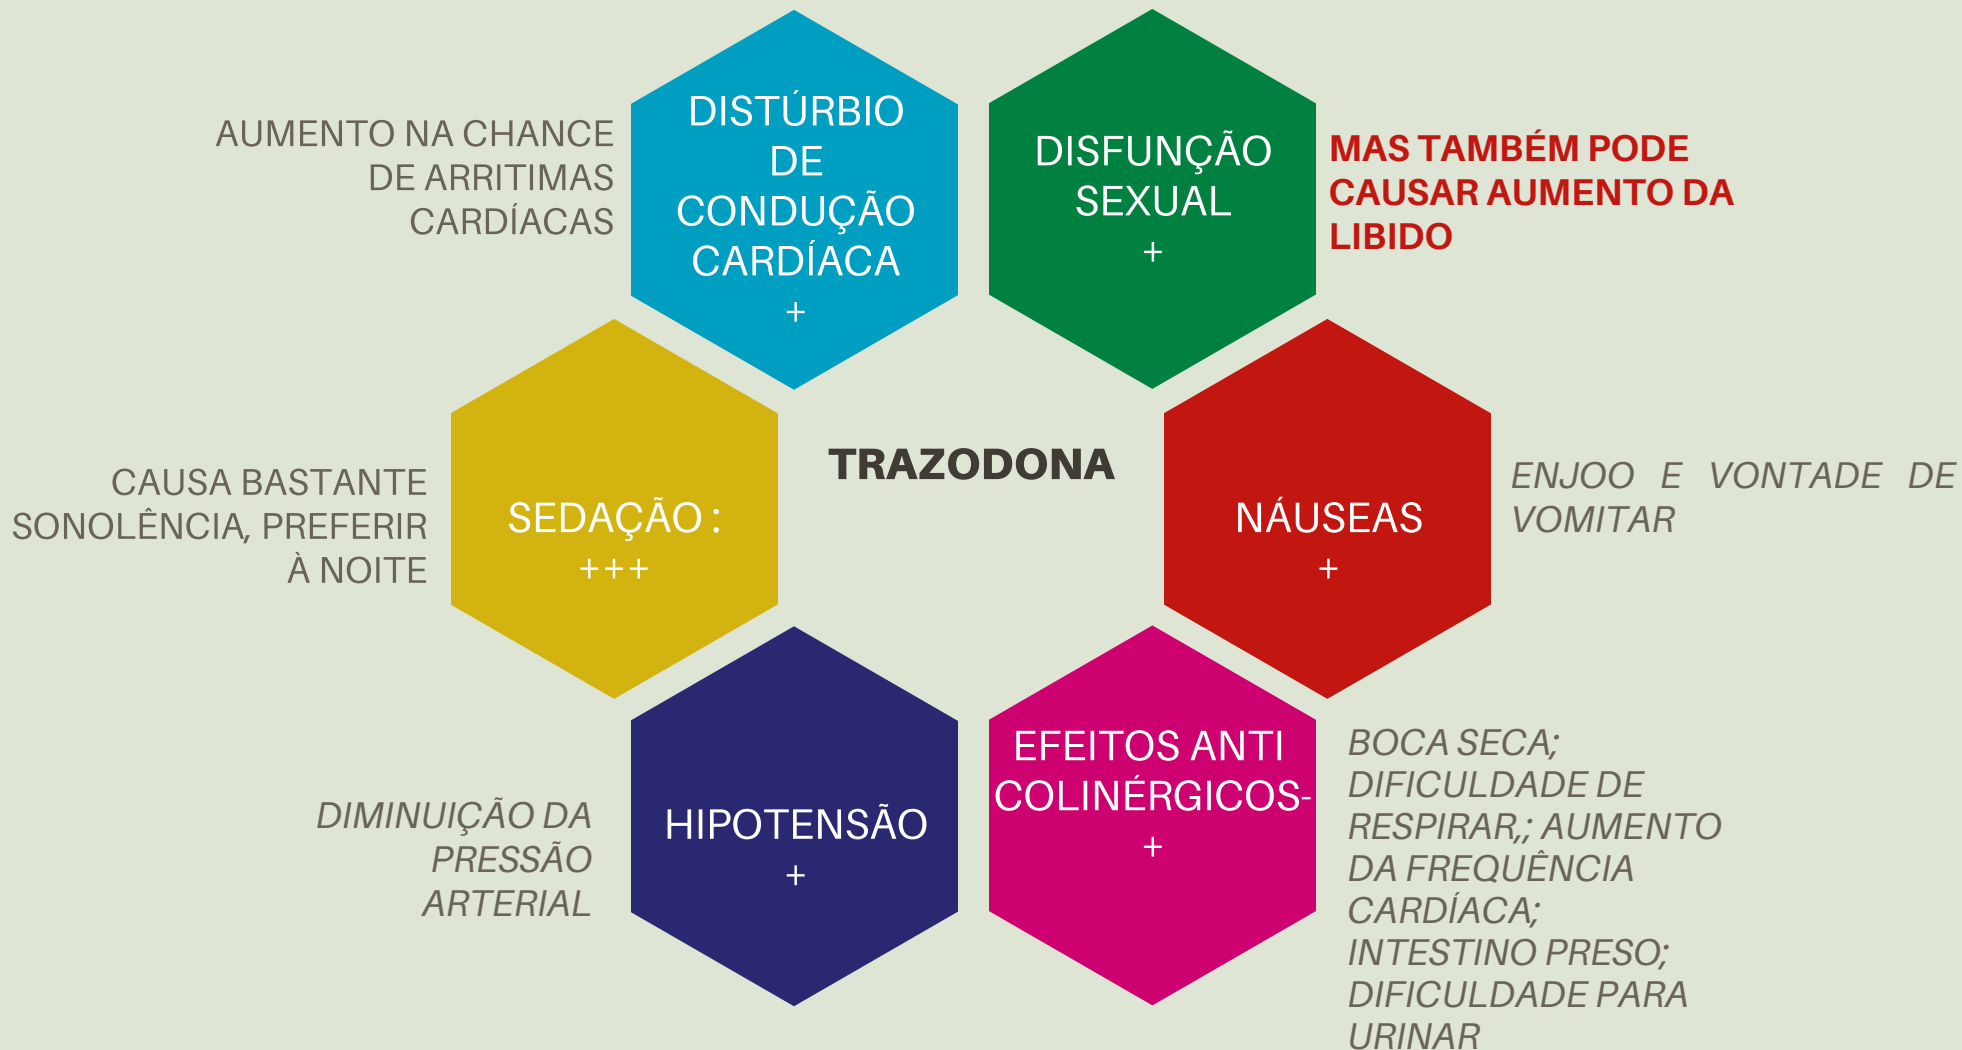 AUMENTO NA CHANCE
DE ARRITIMAS
CARDÍACAS
DISTÚRBIO
DE
CONDUÇÃO
CARDÍACA
+
DISFUNÇÃO
SEXUAL
+
MAS TAMBÉM PODE
CAUSAR AUMENTO DA
LIBIDO
CAUSA BASTANTE
SONOLÊNCIA, PREFERIR
À NOITE
SEDAÇÃO :
+++
TRAZODONA
NÁUSEAS
+
ENJOO E VONTADE DE
VOMITAR
DIMINUIÇÃO DA
PRESSÃO
ARTERIAL
HIPOTENSÃO
+
EFEITOS ANTI
COLINÉRGICOS-
+
BOCA SECA;
DIFICULDADE DE
RESPIRAR,; AUMENTO
DA FREQUÊNCIA
CARDÍACA;
INTESTINO PRESO;
DIFICULDADE PARA
URINAR